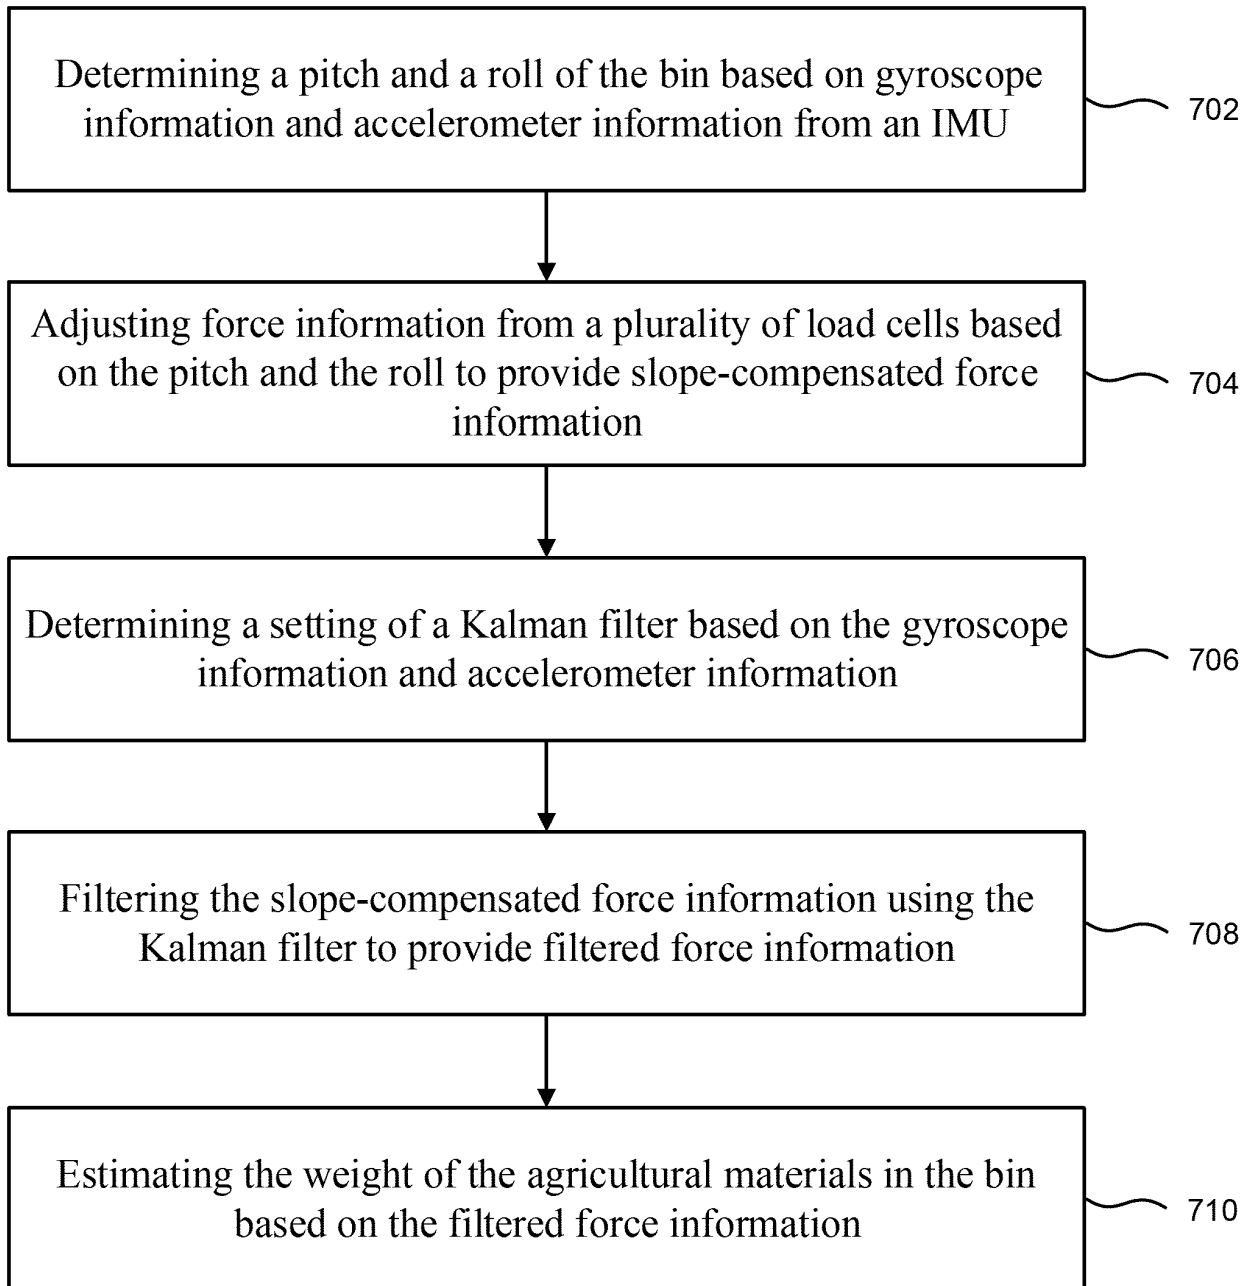 Determining a pitch and a roll of the bin based on gyroscope
information and accelerometer information from an IMU
702
Adjusting force information from a plurality of load cells based
on the pitch and the roll to provide slope-compensated force
information
704
Determining a setting of a Kalman filter based on the gyroscope
information and accelerometer information
706
Filtering the slope-compensated force information using the
Kalman filter to provide filtered force information
708
Estimating the weight of the agricultural materials in the bin
based on the filtered force information
710